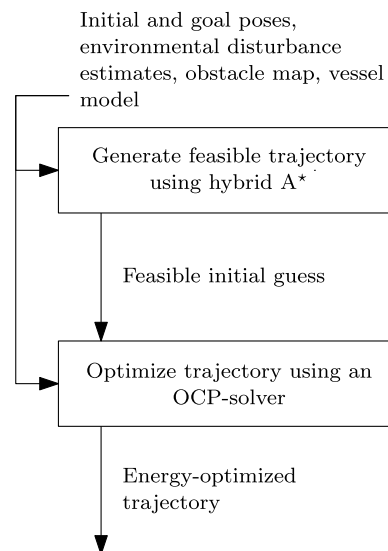 Initial and goal poses,
environmental disturbance
estimates, obstacle map, vessel
model
Generate feasible trajectory
using hybrid A⋆
Feasible initial guess
Optimize trajectory using an
OCP-solver
Energy-optimized
trajectory